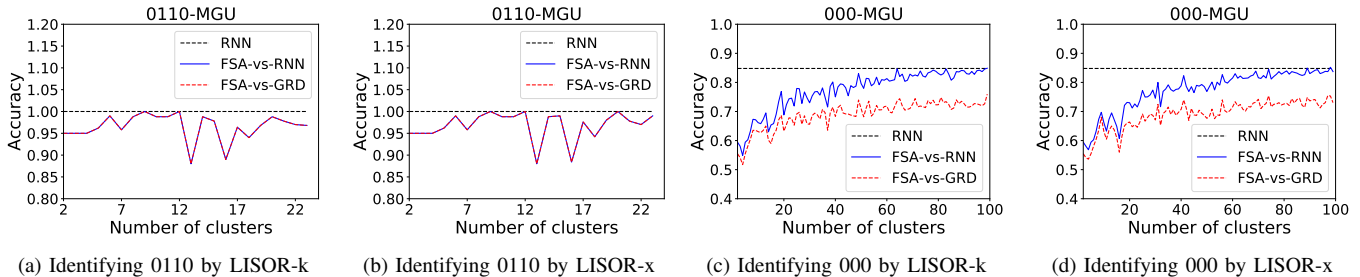 0110-MGU
1.20
1.15
1.10
1.05
1.00
0.95
0.90
0.85
0.80
Accuracy
RNN
FSA-vs-RNN
FSA-vs-GRD
2 7 12 17 22
Number of clusters
(a) Identifying 0110 by LISOR-k
0110-MGU
1.20
1.15
1.10
1.05
1.00
0.95
0.90
0.85
0.80
Accuracy
RNN
FSA-vs-RNN
FSA-vs-GRD
2 7 12 17 22
Number of clusters
(b) Identifying 0110 by LISOR-x
000-MGU
1.0
0.9
0.8
0.7
0.6
0.5
0.4
Accuracy
RNN
FSA-vs-RNN
FSA-vs-GRD
20 40 60 80 100
Number of clusters
(c) Identifying 000 by LISOR-k
000-MGU
1.0
0.9
0.8
0.7
0.6
0.5
0.4
Accuracy
RNN
FSA-vs-RNN
FSA-vs-GRD
20 40 60 80 100
Number of clusters
(d) Identifying 000 by LISOR-x